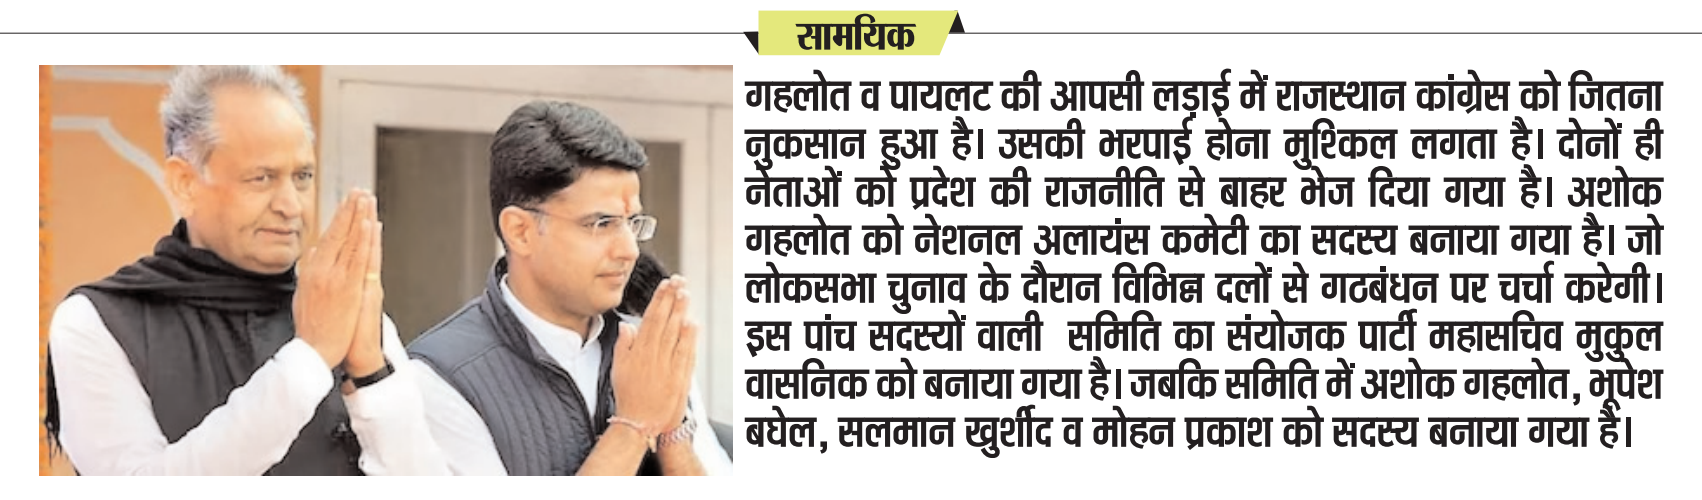 सामयिक
गहलोत व पायलट की आपसी लड़ाई में राजस्थान कांग्रेस को जितना
नुकसान हुआ है। उसकी भरपाई होना मुश्किल लगता है। दोनों ही
नेताओं को प्रदेश की राजनीति से बाहर भेज दिया गया है। अशोक
गहलोत को नेशनल अलायंस कमेटी का सदस्य बनाया गया है। जो
लोकसभा चुनाव के दौरान विभिन्न दलों से गठबंधन पर चर्चा करेगी।
इस पांच सदस्यों वाली समिति का संयोजक पार्टी महासचिव मुकुल
वासनिक को बनाया गया है। जबकि समिति में अशोक गहलोत, भूपेश
बघेल, सलमान खुर्शीद व मोहन प्रकाश को सदस्य बनाया गया है।